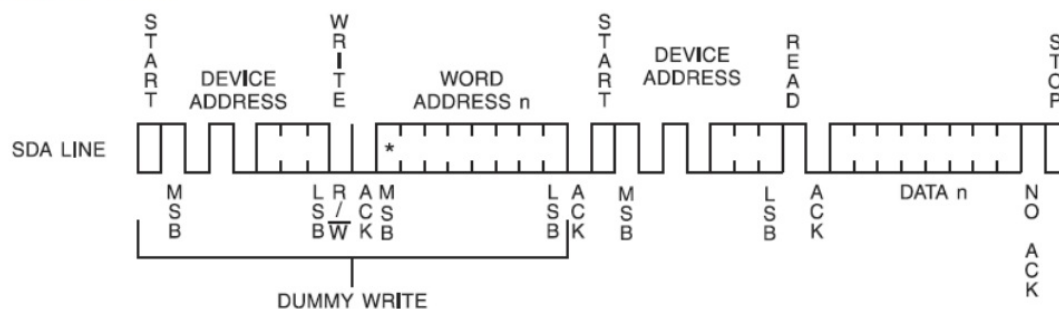 START
DEVICE ADDRESS
WRITE
WORD ADDRESS n
START
DEVICE ADDRESS
READ
STOP
SDA LINE
*
MSB
LSB
R/W
ACK
MSB
LSB
ACK
MSB
LSB
ACK
DATA n
NO ACK
DUMMY WRITE